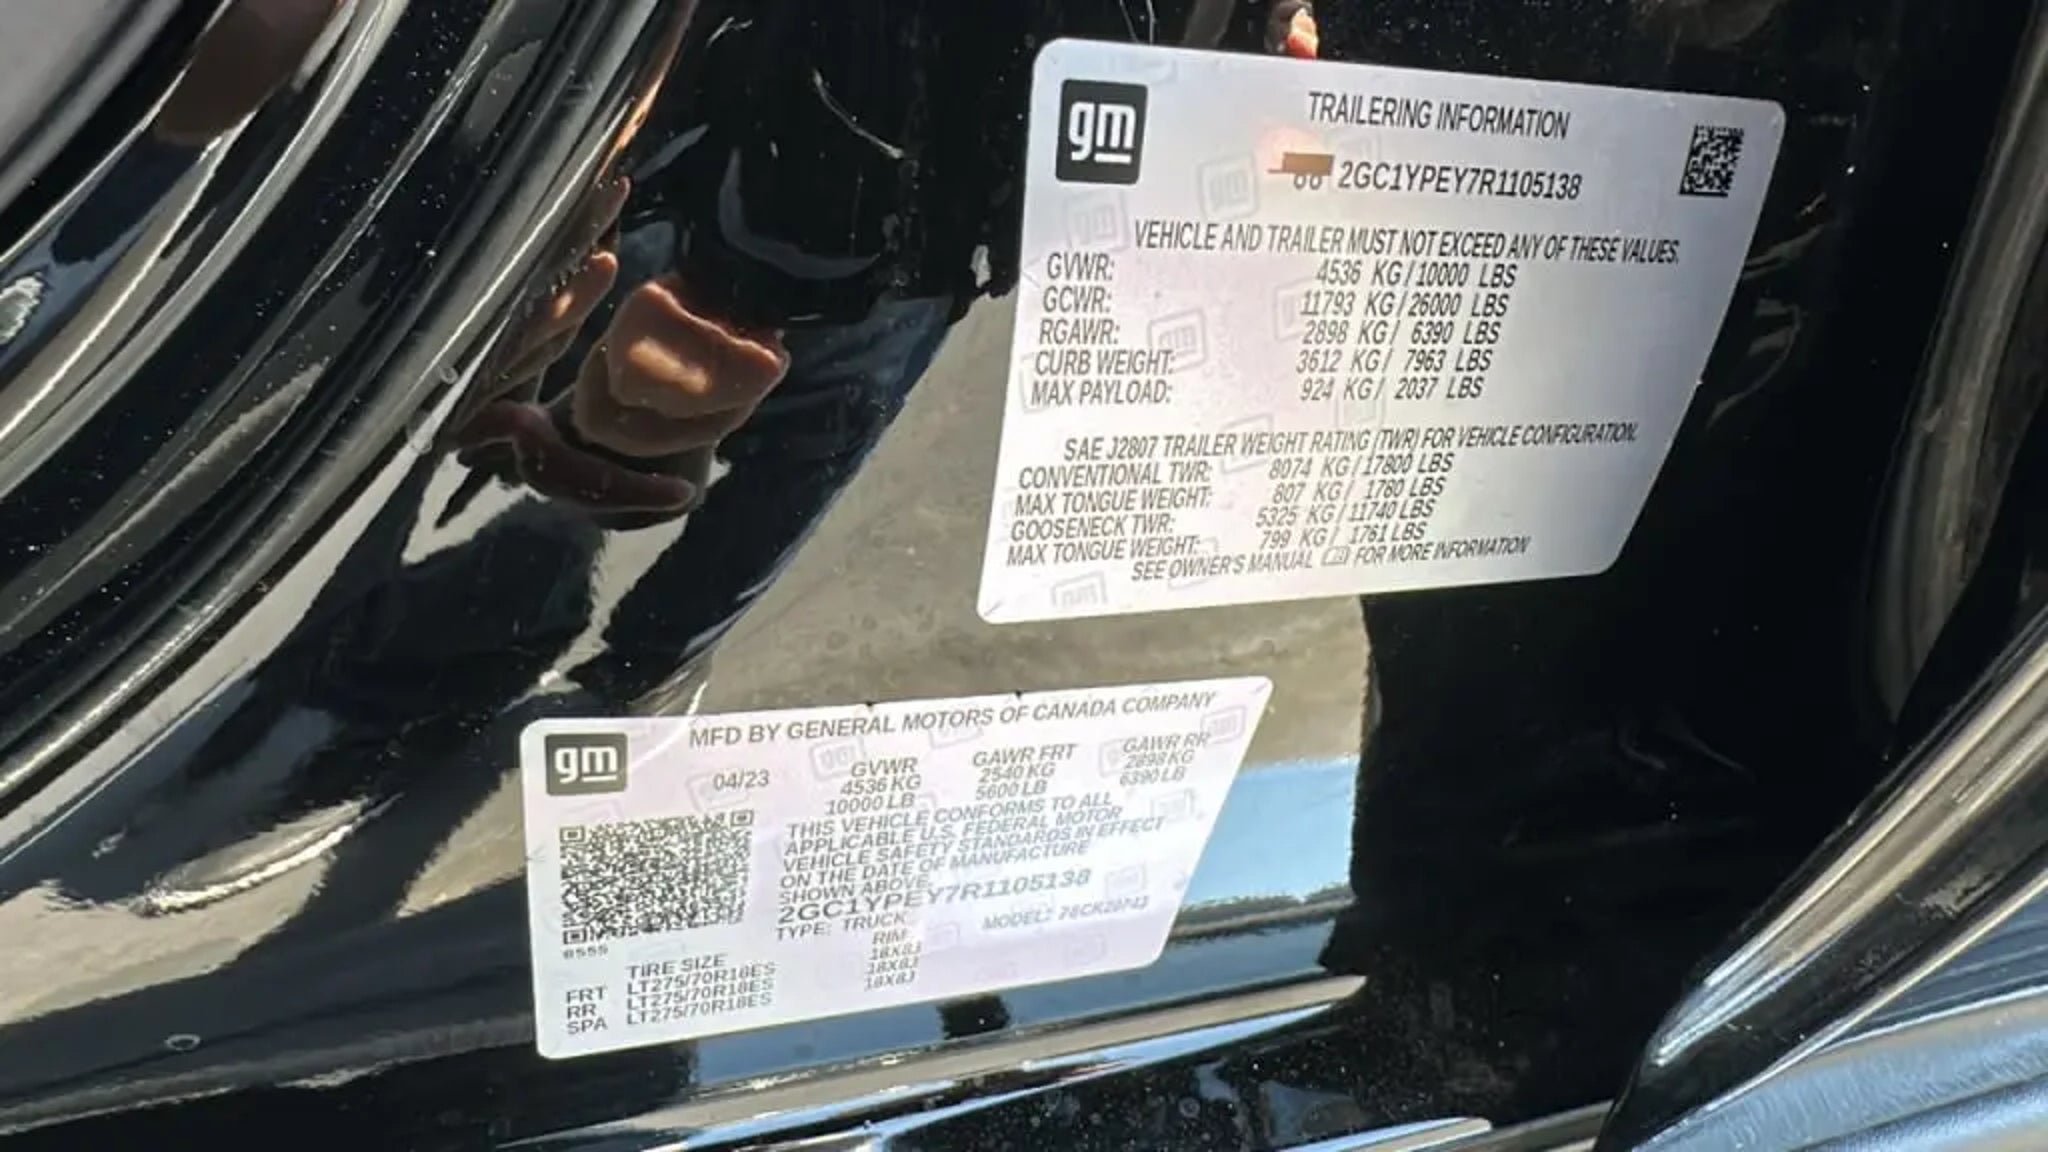 gm
TRAILERING INFORMATION
2GC1YPEY7R1105138
VEHICLE AND TRAILER MUST NOT EXCEED ANY OF THESE VALUES.
GVWR: 4536 KG / 10000 LBS
GCWR: 11793 KG / 26000 LBS
RGAWR: 2898 KG / 6390 LBS
CURB WEIGHT: 3612 KG / 7963 LBS
MAX PAYLOAD: 924 KG / 2037 LBS
SAE J2807 TRAILER WEIGHT RATING (TWR) FOR VEHICLE CONFIGURATION.
CONVENTIONAL TWR: 8074 KG / 17800 LBS
MAX TONGUE WEIGHT: 807 KG / 1780 LBS
GOOSENECK TWR: 5325 KG / 11740 LBS
MAX TONGUE WEIGHT: 799 KG / 1761 LBS
SEE OWNER'S MANUAL FOR MORE INFORMATION
gm
MFD BY GENERAL MOTORS OF CANADA COMPANY
04/23 GVWR GAWR FRT GAWR RR
4536 KG 2540 KG 2898 KG
10000 LB 5600 LB 6390 LB
THIS VEHICLE CONFORMS TO ALL
APPLICABLE U.S. FEDERAL MOTOR
VEHICLE SAFETY STANDARDS IN EFFECT
ON THE DATE OF MANUFACTURE
SHOWN ABOVE.
2GC1YPEY7R1105138
TYPE: TRUCK MODEL:
6555
TIRE SIZE RIM
FRT LT275/70R18ES 18X8J
RR LT275/70R18ES 18X8J
SPA LT275/70R18ES 18X8J